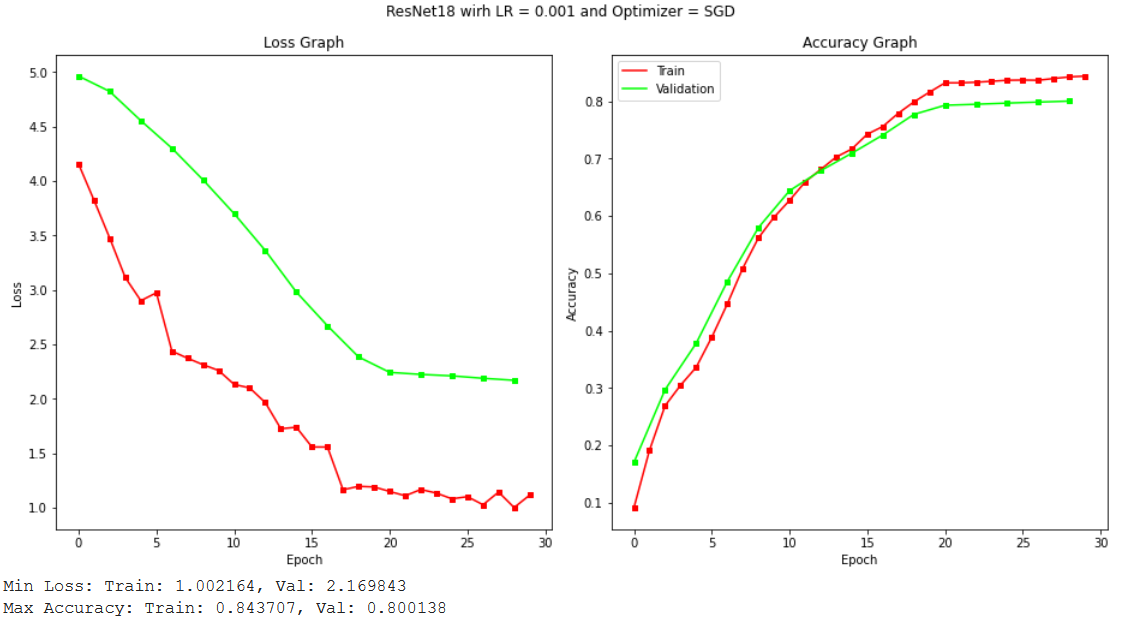 ResNet18 wirh LR = 0.001 and Optimizer = SGD
Loss Graph
5.0
4.5
4.0
3.5
3.0
2.5
2.0
1.5
1.0
Loss
0 5 10 15 20 25 30
Epoch
Accuracy Graph
Train
Validation
0.8
0.7
0.6
0.5
0.4
0.3
0.2
0.1
Accuracy
0 5 10 15 20 25 30
Epoch
Min Loss: Train: 1.002164, Val: 2.169843
Max Accuracy: Train: 0.843707, Val: 0.800138